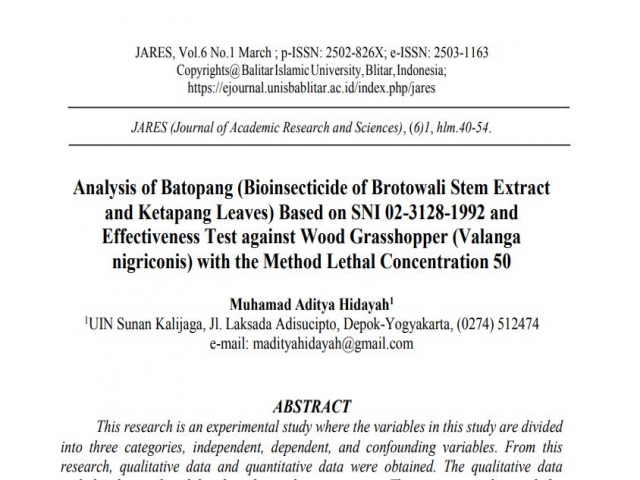 JARES, Vol.6 No.1 March ; p-ISSN: 2502-826X; e-ISSN: 2503-1163
Copyrights@ Balitar Islamic University, Blitar, Indonesia;
https://ejournal.unisbablitar.ac.id/index.php/jares
JARES (Journal of Academic Research and Sciences), (6)1, hlm.40-54.
Analysis of Batopang (Bioinsecticide of Brotowali Stem Extract
and Ketapang Leaves) Based on SNI 02-3128-1992 and
Effectiveness Test against Wood Grasshopper (Valanga
nigriconis) with the Method Lethal Concentration 50
Muhamad Aditya Hidayah¹
¹UIN Sunan Kalijaga, Jl. Laksada Adisucipto, Depok-Yogyakarta, (0274) 512474
e-mail: madityahidayah@gmail.com
ABSTRACT
This research is an experimental study where the variables in this study are divided
into three categories, independent, dependent, and confounding variables. From this
research, qualitative data and quantitative data were obtained. The qualitative data